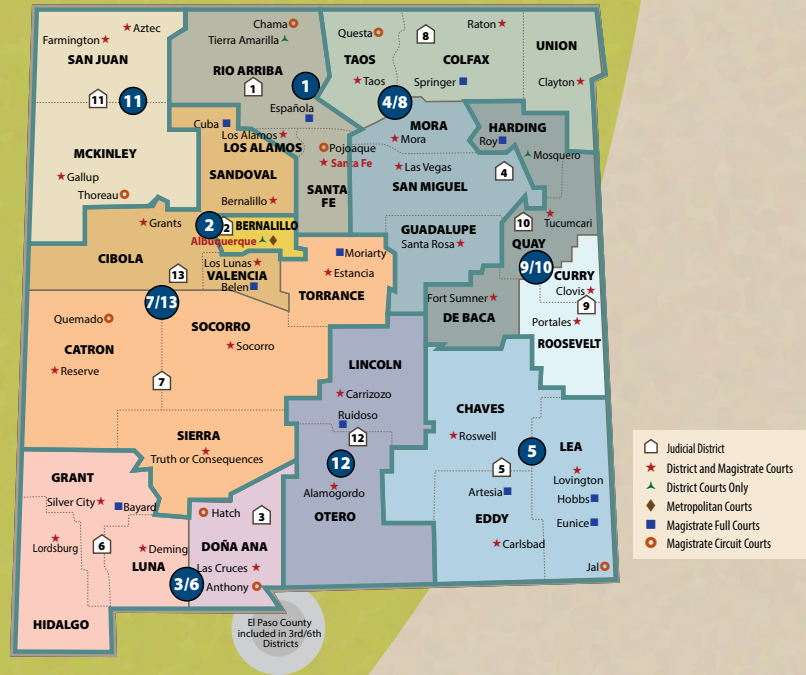 Chama
Raton
Aztec
Questa
8
Farmington
Tierra Amarilla
UNION
SAN JUAN
TAOS
COLFAX
RIO ARRIBA
Taos
Springer
Clayton
1
1
11
11
4/8
Española
Cuba
MORA
HARDING
Los Alamos
Mora
Roy
LOS ALAMOS
Pojoaque
MCKINLEY
Mosquero
Santa Fe
Las Vegas
4
Gallup
SANDOVAL
SAN MIGUEL
Thoreau
SANTA
FE
Bernalillo
Grants
2
2
BERNALILLO
10
Tucumcari
GUADALUPE
Albuquerque
Santa Rosa
QUAY
CIBOLA
Los Lunas
Moriarty
9/10
13
VALENCIA
Estancia
CURRY
Belen
Clovis
TORRANCE
Fort Sumner
7/13
9
Quemado
DE BACA
Portales
SOCORRO
CATRON
Socorro
ROOSEVELT
Reserve
LINCOLN
7
Carrizozo
CHAVES
Ruidoso
SIERRA
12
Roswell
LEA
Truth or Consequences
12
5
GRANT
5
Lovington
Silver City
Alamogordo
Artesia
Hobbs
Bayard
Hatch
3
OTERO
EDDY
Eunice
Lordsburg
6
Deming
DOÑA ANA
Carlsbad
LUNA
Las Cruces
Jal
3/6
Anthony
HIDALGO
El Paso County
included in 3rd/6th
Districts
Judicial District
District and Magistrate Courts
District Courts Only
Metropolitan Courts
Magistrate Full Courts
Magistrate Circuit Courts